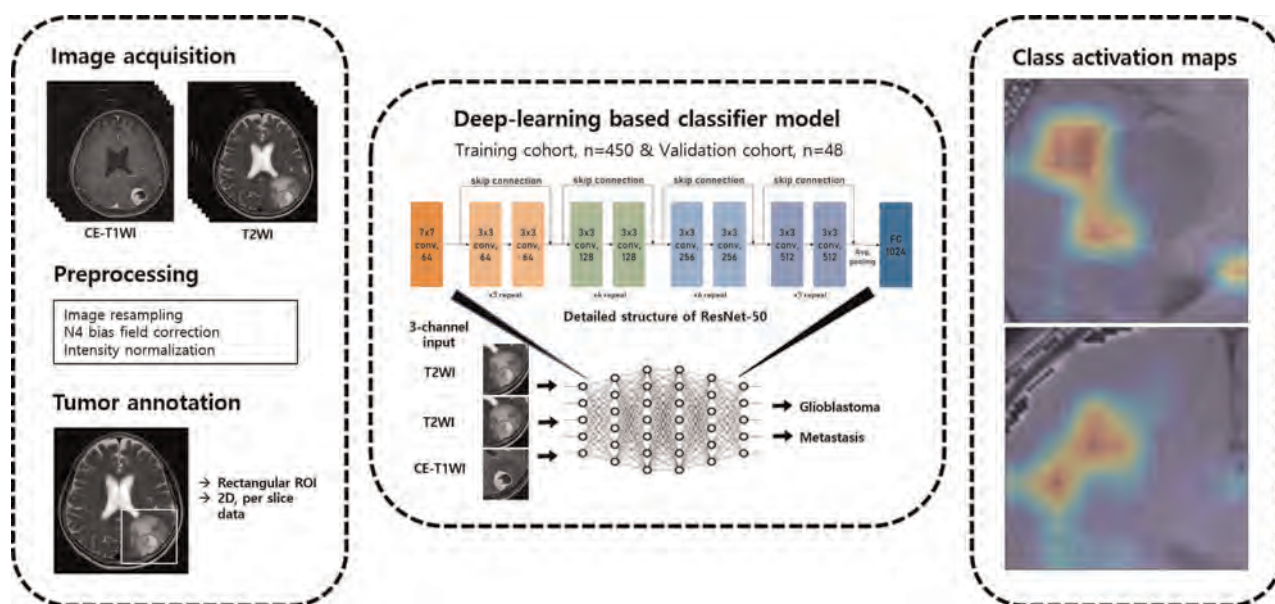 Image acquisition
CE-T1WI
T2WI
Preprocessing
Image resampling
N4 bias field correction
Intensity normalization
Tumor annotation
→ Rectangular ROI
→ 2D, per slice
data
Deep-learning based classifier model
Training cohort, n=450 & Validation cohort, n=48
skip connection
skip connection
skip connection
skip connection
7x7
conv,
64
3x3
conv,
64
3x3
conv,
64
3x3
conv,
128
3x3
conv,
128
3x3
conv,
256
3x3
conv,
256
3x3
conv,
512
3x3
conv,
512
Avg.
pooling
FC
1024
repeat
repeat
repeat
repeat
Detailed structure of ResNet-50
3-channel
input
T2WI
T2WI
CE-T1WI
Glioblastoma
Metastasis
Class activation maps